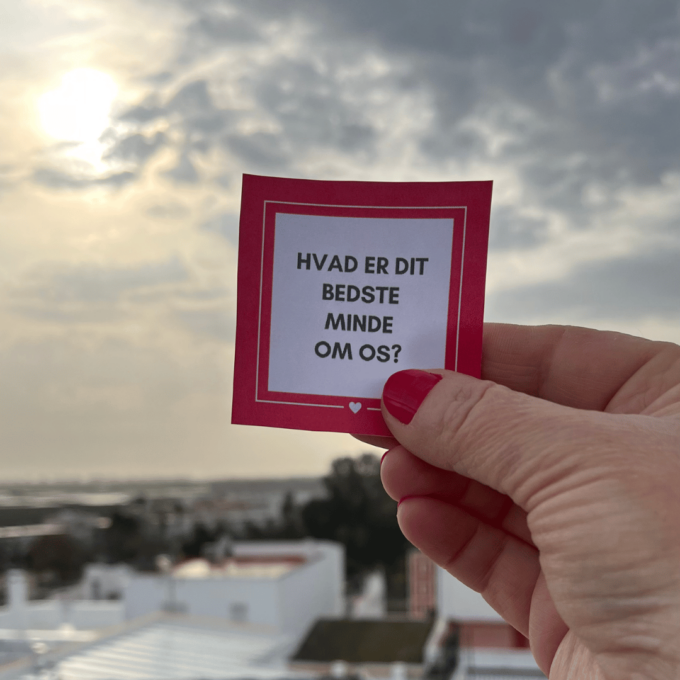 HVAD ER DIT
BEDSTE
MINDE
OM OS?